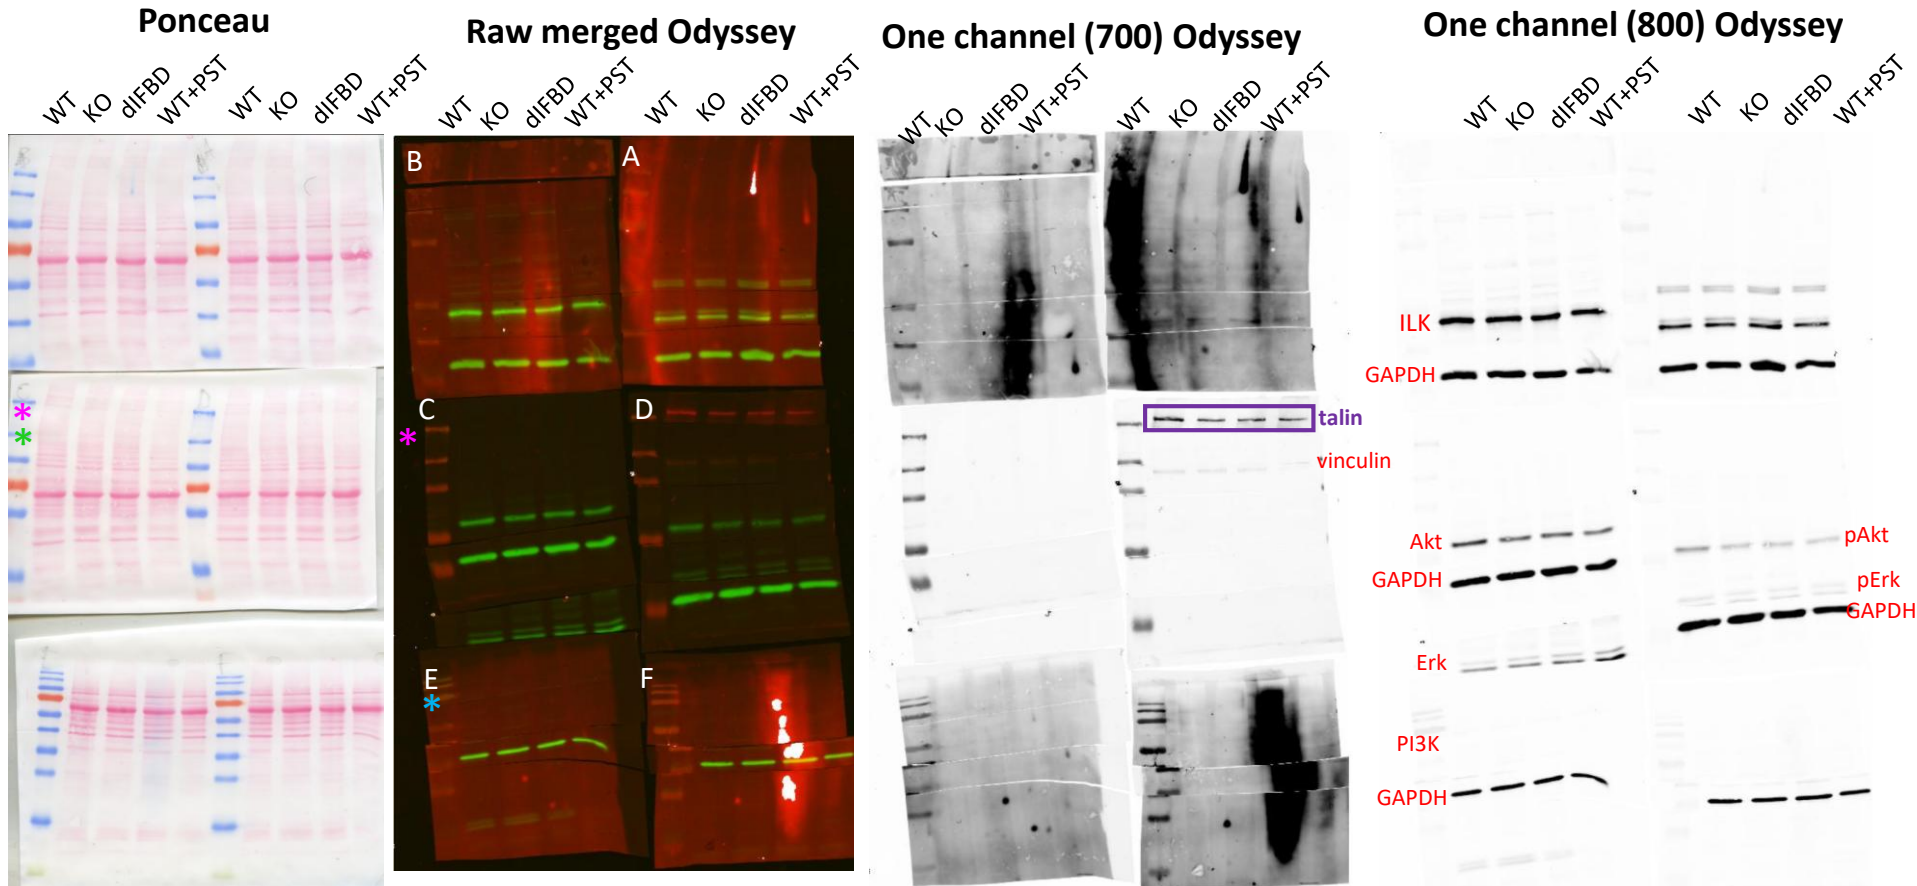 Ponceau
Raw merged Odyssey
One channel (700) Odyssey
One channel (800) Odyssey
WT KO dIFBD WT+PST WT KO dIFBD WT+PST
WT KO dIFBD WT+PST WT KO dIFBD WT+PST
WT KO dIFBD WT+PST WT KO dIFBD WT+PST
WT KO dIFBD WT+PST WT KO dIFBD WT+PST
B A
ILK
GAPDH
* C D
*
*
talin
vinculin
Akt
pAkt
GAPDH
pErk
GAPDH
Erk
E F
*
PI3K
GAPDH